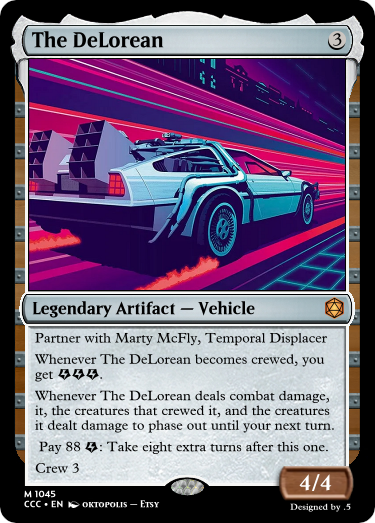 The DeLorean 3
Legendary Artifact — Vehicle
Partner with Marty McFly, Temporal Displacer
Whenever The DeLorean becomes crewed, you
get
Whenever The DeLorean deals combat damage,
it, the creatures that crewed it, and the creatures
it dealt damage to phase out until your next turn.
Pay 88 : Take eight extra turns after this one.
Crew 3
4/4
M 1045
CCC • EN oktopolis — Etsy
Designed by .5